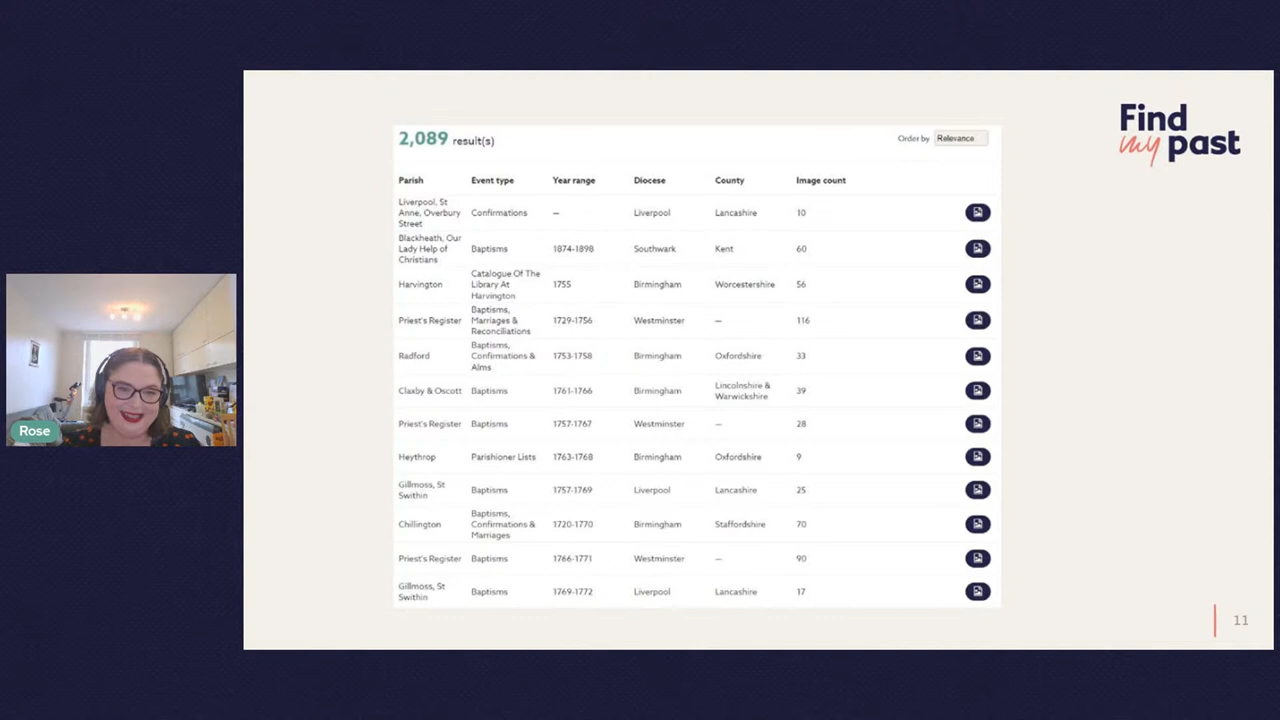 Find
my past
2,089 result(s)
Order by Relevance
Parish Event type Year range Diocese County Image count
Liverpool, St
Anne, Overbury
Street
Confirmations — Liverpool Lancashire 10
Blackheath, Our
Lady Help of
Christians
Baptisms 1874-1898 Southwark Kent 60
Harvington
Catalogue Of The
Library At
Harvington
1755 Birmingham Worcestershire 56
Priest's Register
Baptisms,
Marriages &
Reconciliations
1729-1756 Westminster — 116
Radford
Baptisms,
Confirmations &
Alms
1753-1758 Birmingham Oxfordshire 33
Claxby & Oscott Baptisms 1761-1766 Birmingham
Lincolnshire &
Warwickshire
39
Priest's Register Baptisms 1757-1767 Westminster — 28
Heythrop Parishioner Lists 1763-1768 Birmingham Oxfordshire 9
Gillmoss, St
Swithin
Baptisms 1757-1769 Liverpool Lancashire 25
Chillington
Baptisms,
Confirmations &
Marriages
1720-1770 Birmingham Staffordshire 70
Priest's Register Baptisms 1766-1771 Westminster — 90
Gillmoss, St
Swithin
Baptisms 1769-1772 Liverpool Lancashire 17
Rose
11